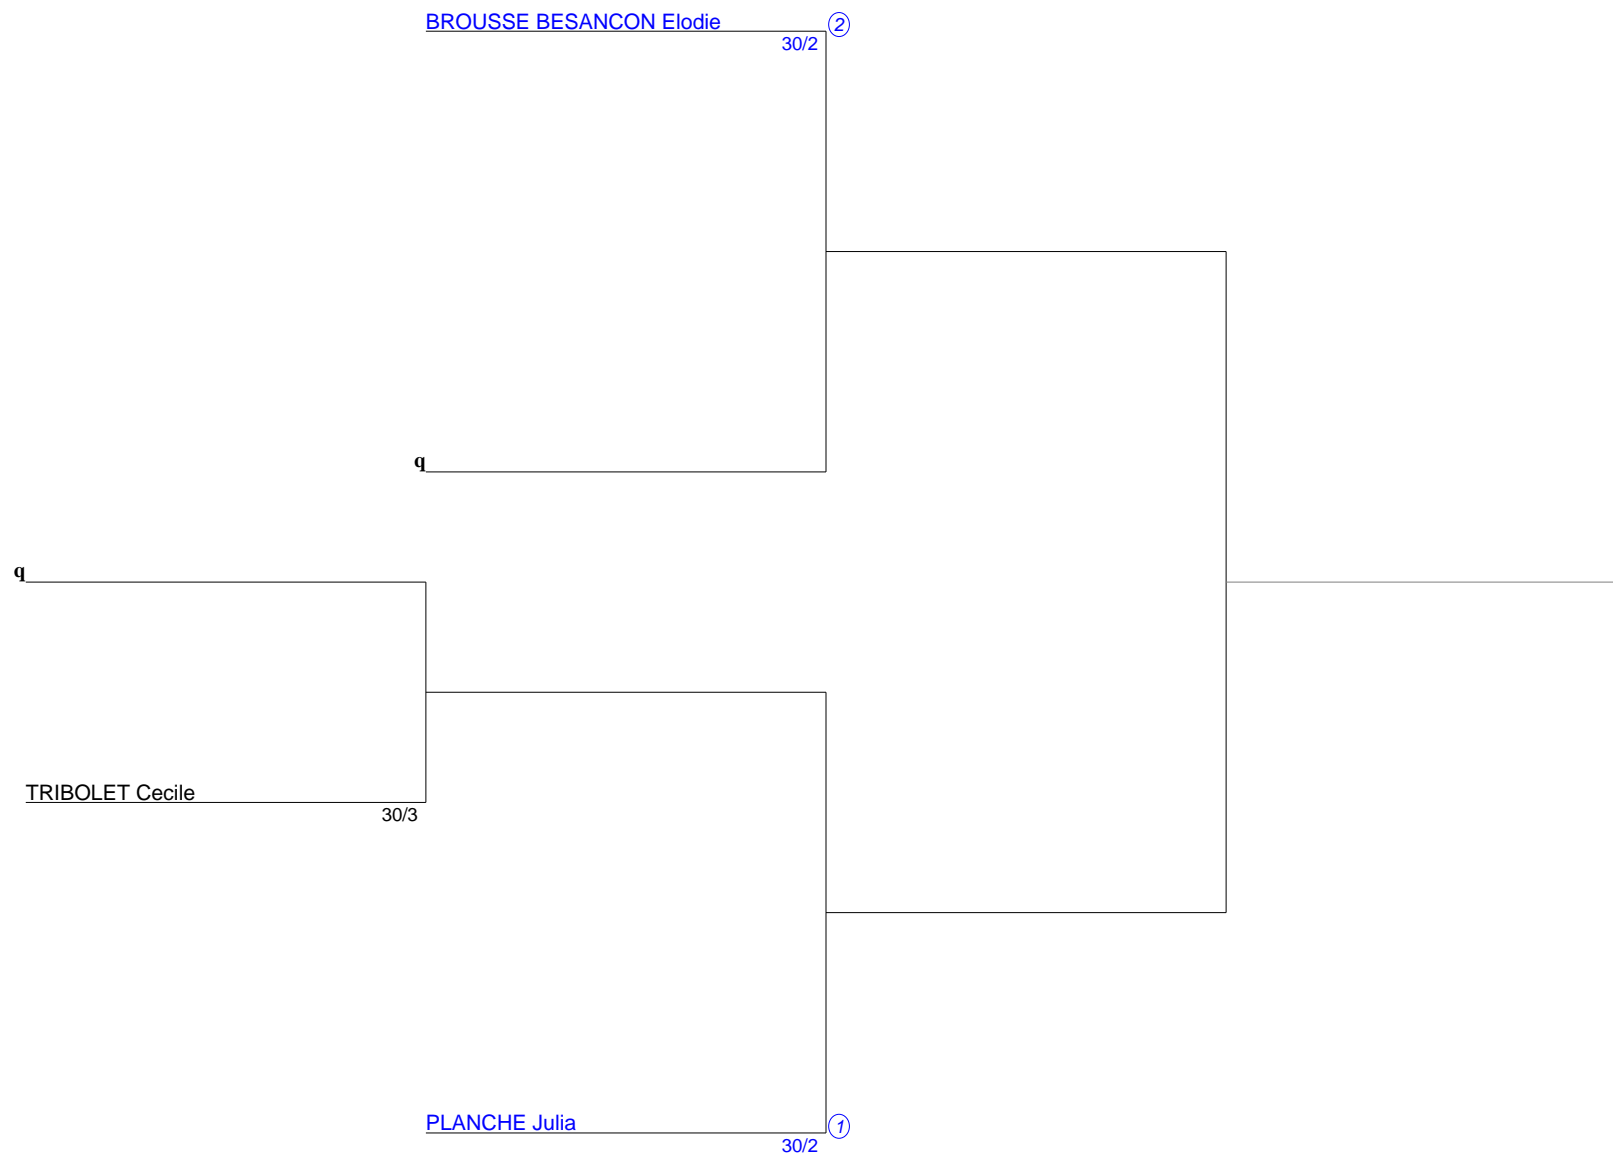 BROUSSE BESANCON Elodie
2
30/2
q
q
TRIBOLET Cecile
30/3
PLANCHE Julia
1
30/2